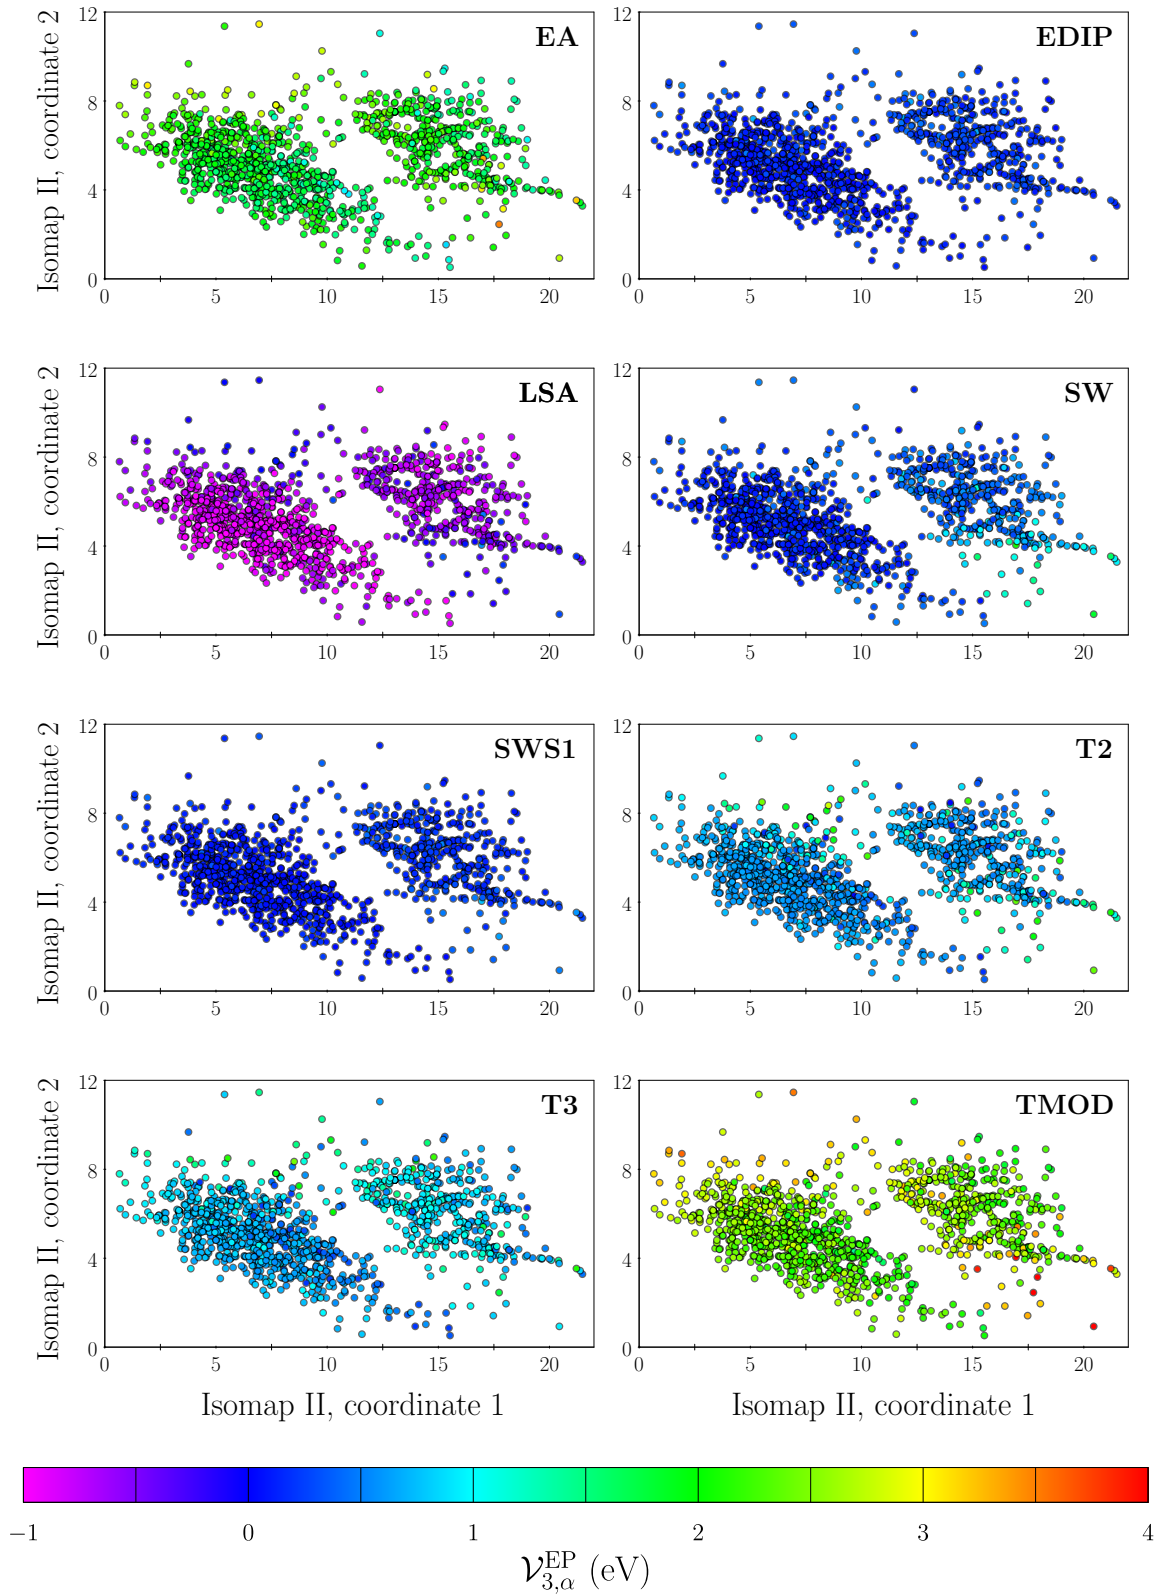 12 EA 12 EDIP
8 8
4 4
0 0
0 5 10 15 20 0 5 10 15 20
Isomap II, coordinate 2
12 LSA 12 SW
8 8
4 4
0 0
0 5 10 15 20 0 5 10 15 20
Isomap II, coordinate 2
12 SWS1 12 T2
8 8
4 4
0 0
0 5 10 15 20 0 5 10 15 20
Isomap II, coordinate 2
12 T3 12 TMOD
8 8
4 4
0 0
0 5 10 15 20 0 5 10 15 20
Isomap II, coordinate 2
Isomap II, coordinate 1 Isomap II, coordinate 1
−1 0 1 2 3 4
𝒱₃,α^EP (eV)